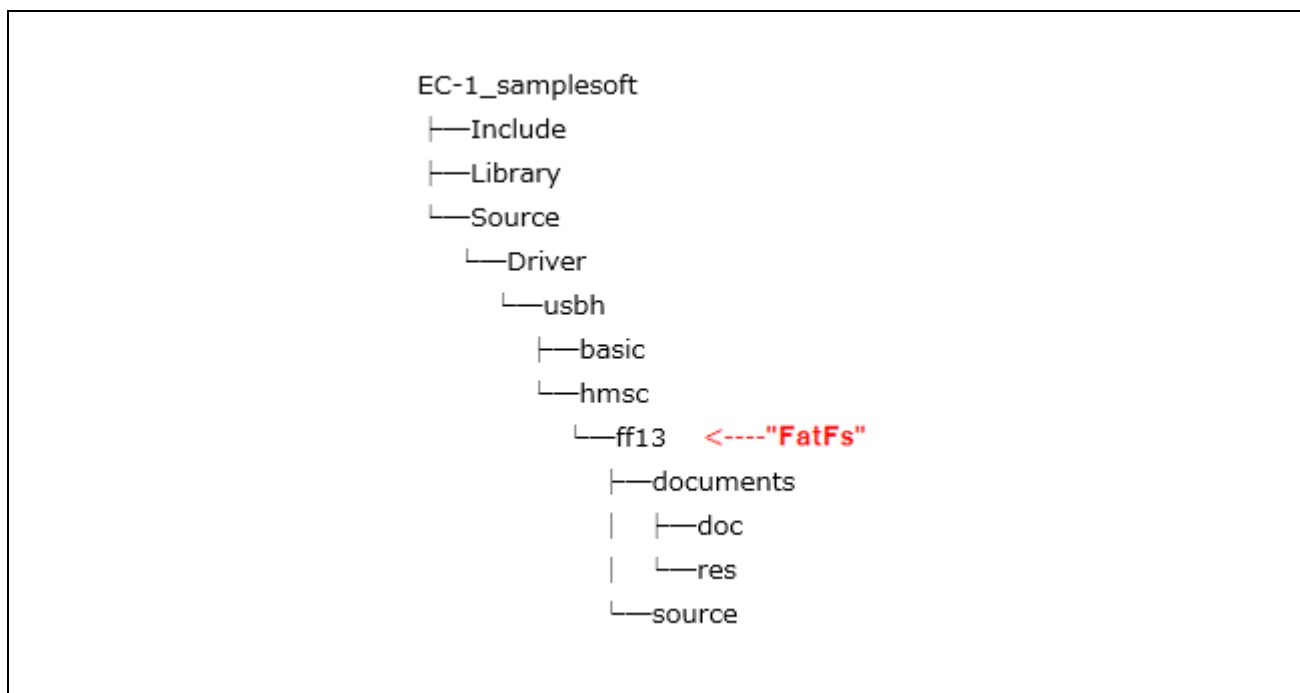 EC-1_samplesoft
├──Include
├──Library
└──Source
└──Driver
└──usbh
├──basic
└──hmsc
└──ff13 <----"FatFs"
├──documents
│ ├──doc
│ └──res
└──source